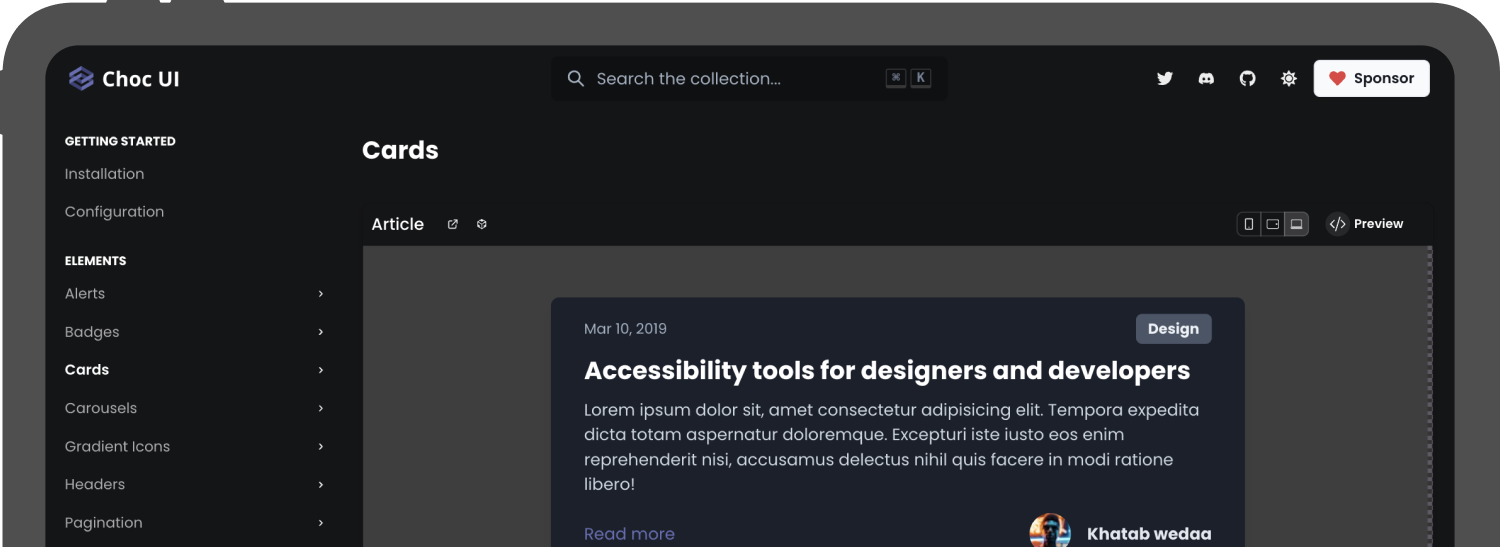 Choc UI
Search the collection...
⌘ K
Sponsor
GETTING STARTED
Installation
Configuration
ELEMENTS
Alerts
Badges
Cards
Carousels
Gradient Icons
Headers
Pagination
Cards
Article
Preview
Mar 10, 2019
Design
Accessibility tools for designers and developers
Lorem ipsum dolor sit, amet consectetur adipisicing elit. Tempora expedita
dicta totam aspernatur doloremque. Excepturi iste iusto eos enim
reprehenderit nisi, accusamus delectus nihil quis facere in modi ratione
libero!
Read more
Khatab wedaa